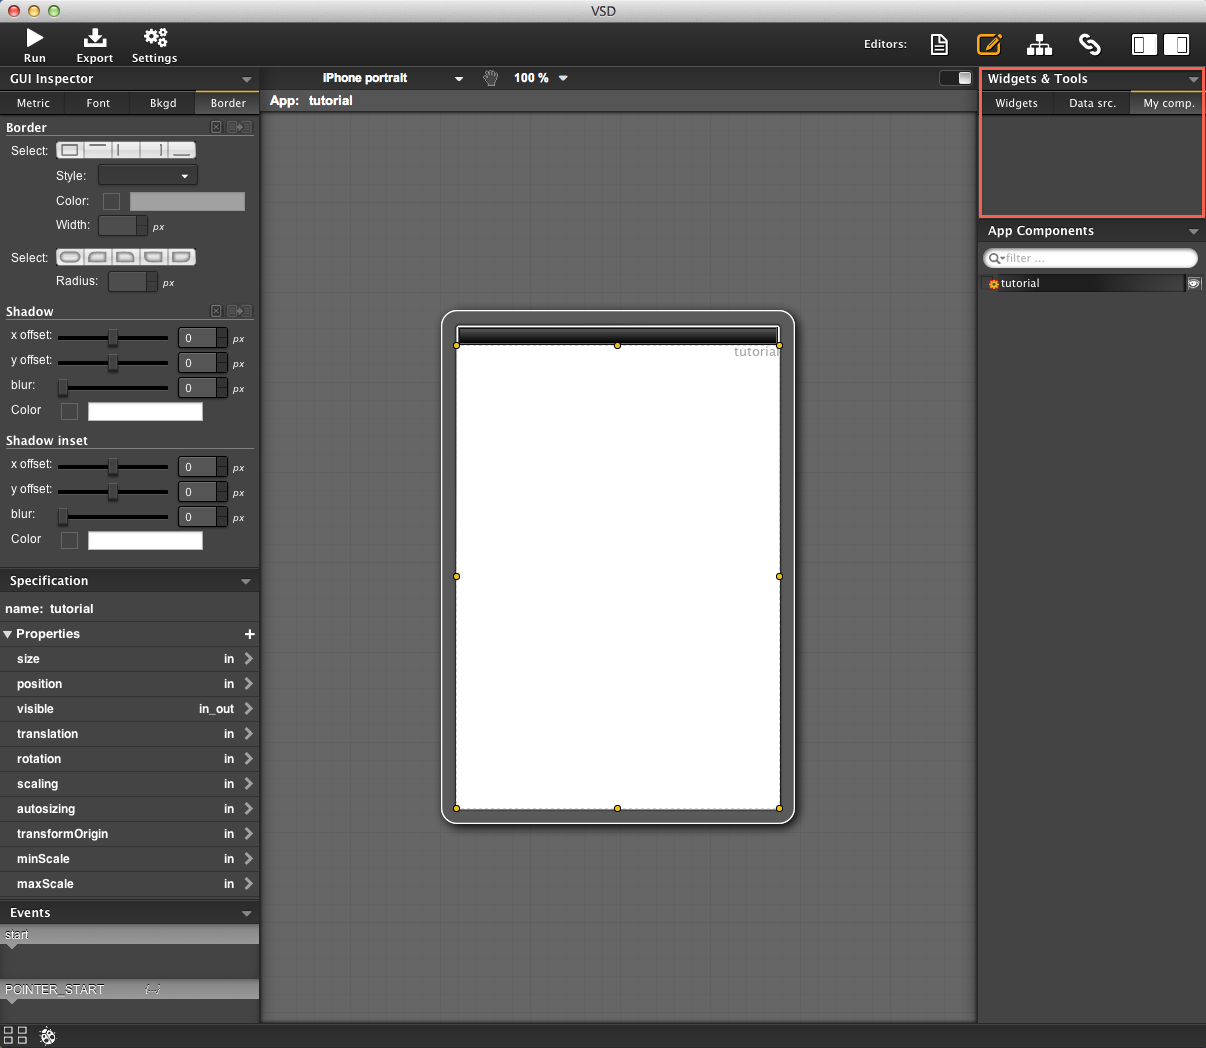 VSD
Run
Export
Settings
Editors:
GUI Inspector
Metric
Font
Bkgd
Border
Border
Select:
Style:
Color:
Width:
px
Select:
Radius:
px
Shadow
x offset:
0
px
y offset:
0
px
blur:
0
px
Color
Shadow inset
x offset:
0
px
y offset:
0
px
blur:
0
px
Color
Specification
name: tutorial
Properties
+
size in
position in
visible in_out
translation in
rotation in
scaling in
autosizing in
transformOrigin in
minScale in
maxScale in
Events
start
POINTER_START {...}
iPhone portrait
100 %
App: tutorial
tutorial
Widgets & Tools
Widgets
Data src.
My comp.
App Components
filter ...
tutorial